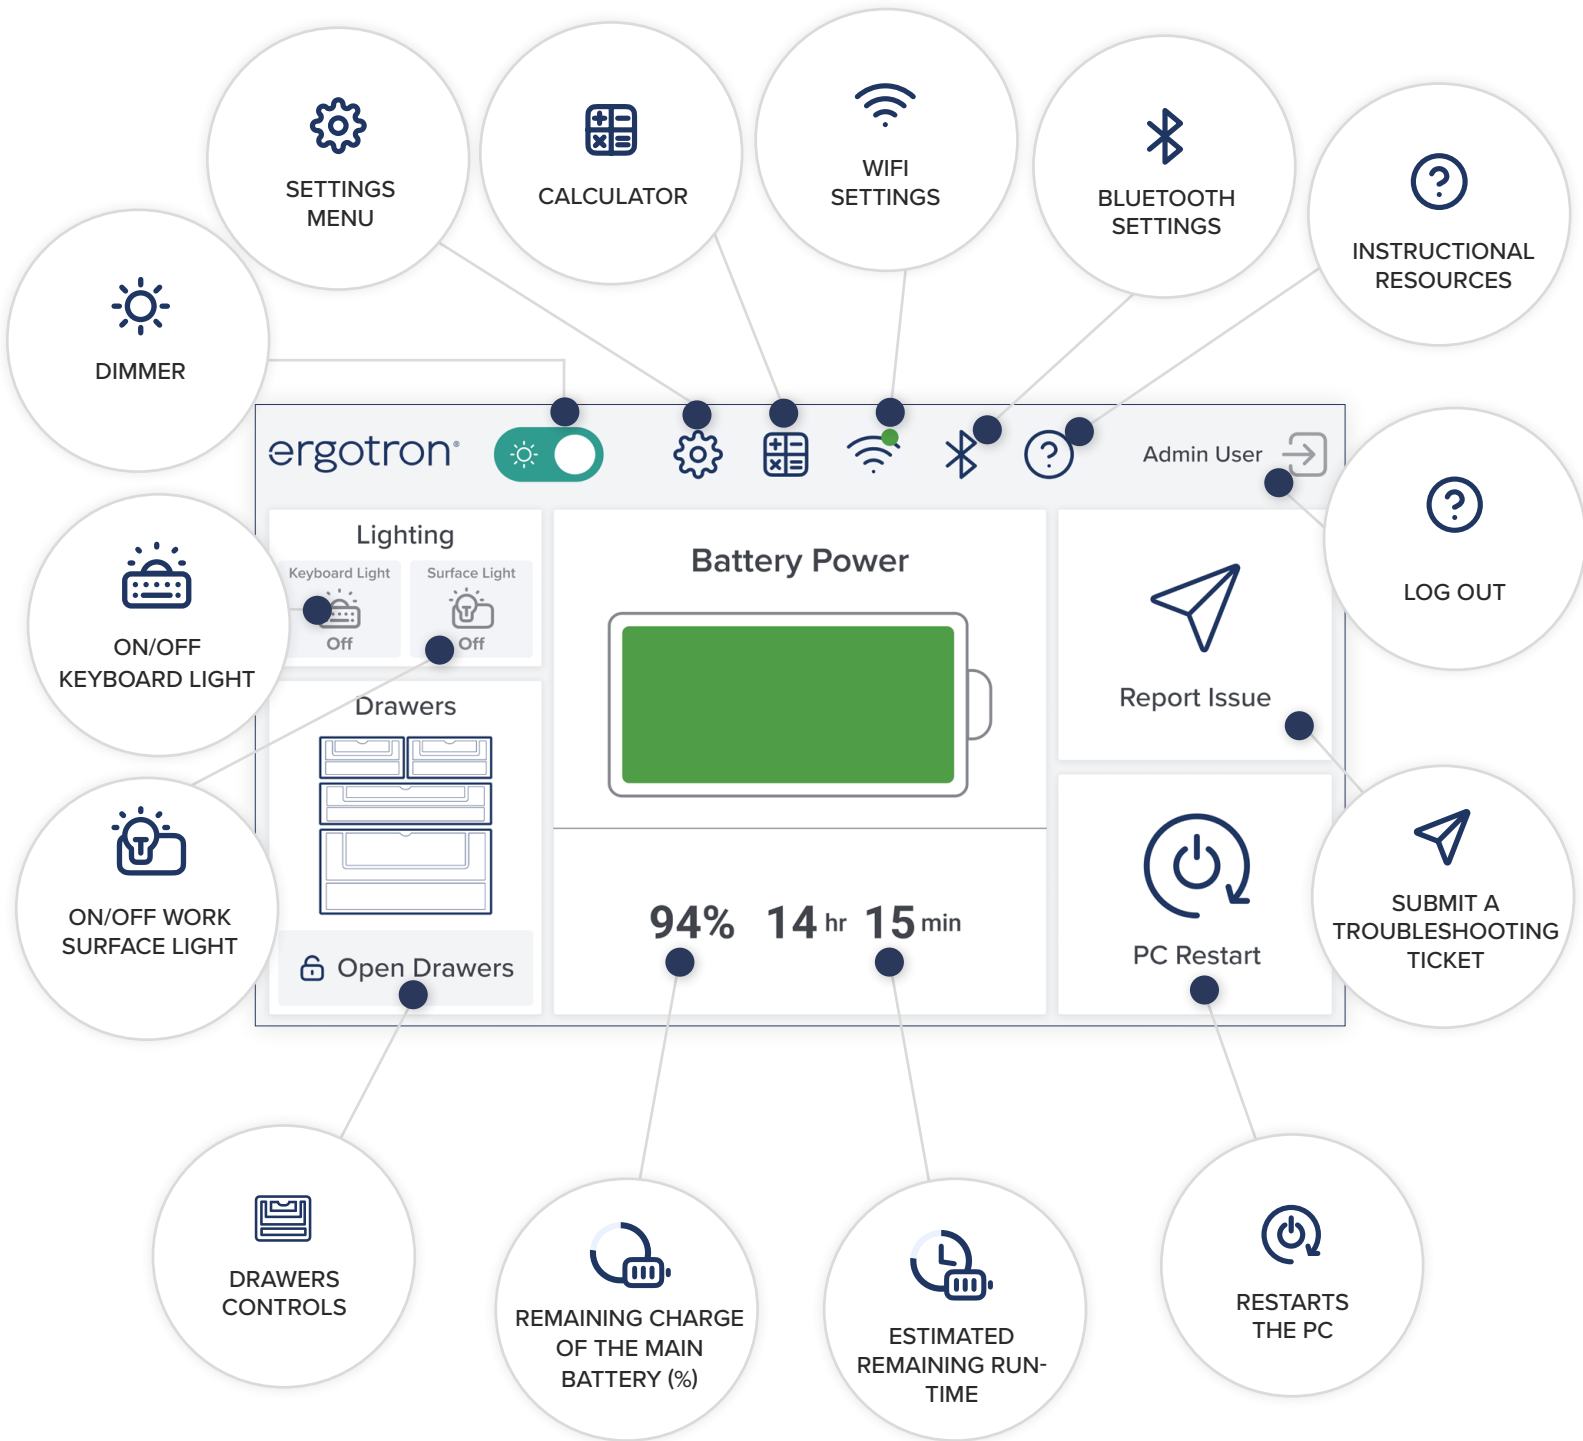 SETTINGS
MENU
CALCULATOR
WIFI
SETTINGS
BLUETOOTH
SETTINGS
INSTRUCTIONAL
RESOURCES
DIMMER
ergotron®
Admin User
LOG OUT
Lighting
Keyboard Light
Off
Surface Light
Off
ON/OFF
KEYBOARD LIGHT
Battery Power
Report Issue
Drawers
Open Drawers
ON/OFF WORK
SURFACE LIGHT
94% 14 hr 15 min
PC Restart
SUBMIT A
TROUBLESHOOTING
TICKET
DRAWERS
CONTROLS
REMAINING CHARGE
OF THE MAIN
BATTERY (%)
ESTIMATED
REMAINING RUN-
TIME
RESTARTS
THE PC